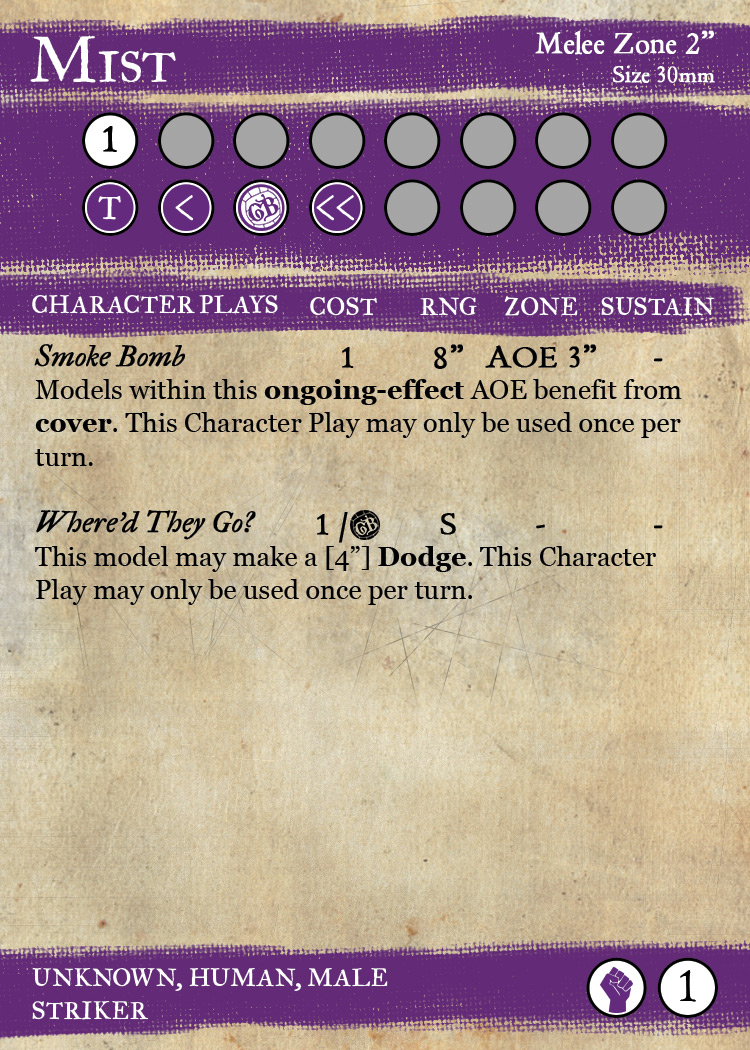 Mist
Melee Zone 2”
Size 30mm
1
T < GB <<
CHARACTER PLAYS COST RNG ZONE SUSTAIN
Smoke Bomb 1 8” AOE 3” -
Models within this ongoing-effect AOE benefit from
cover. This Character Play may only be used once per
turn.
Where’d They Go? 1 /GB S - -
This model may make a [4”] Dodge. This Character
Play may only be used once per turn.
UNKNOWN, HUMAN, MALE
STRIKER
1